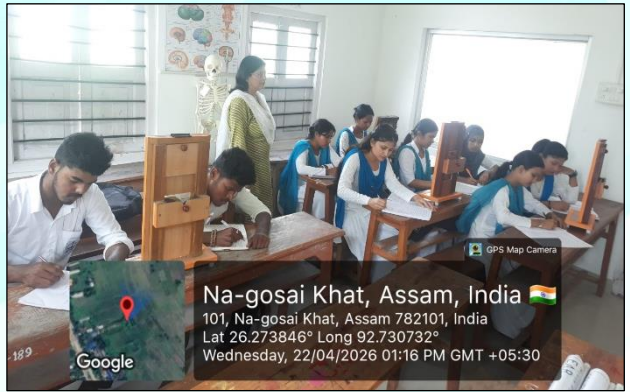 GPS Map Camera
Na-gosai Khat, Assam, India
101, Na-gosai Khat, Assam 782101, India
Lat 26.273846° Long 92.730732°
Wednesday, 22/04/2026 01:16 PM GMT +05:30
Google
-189